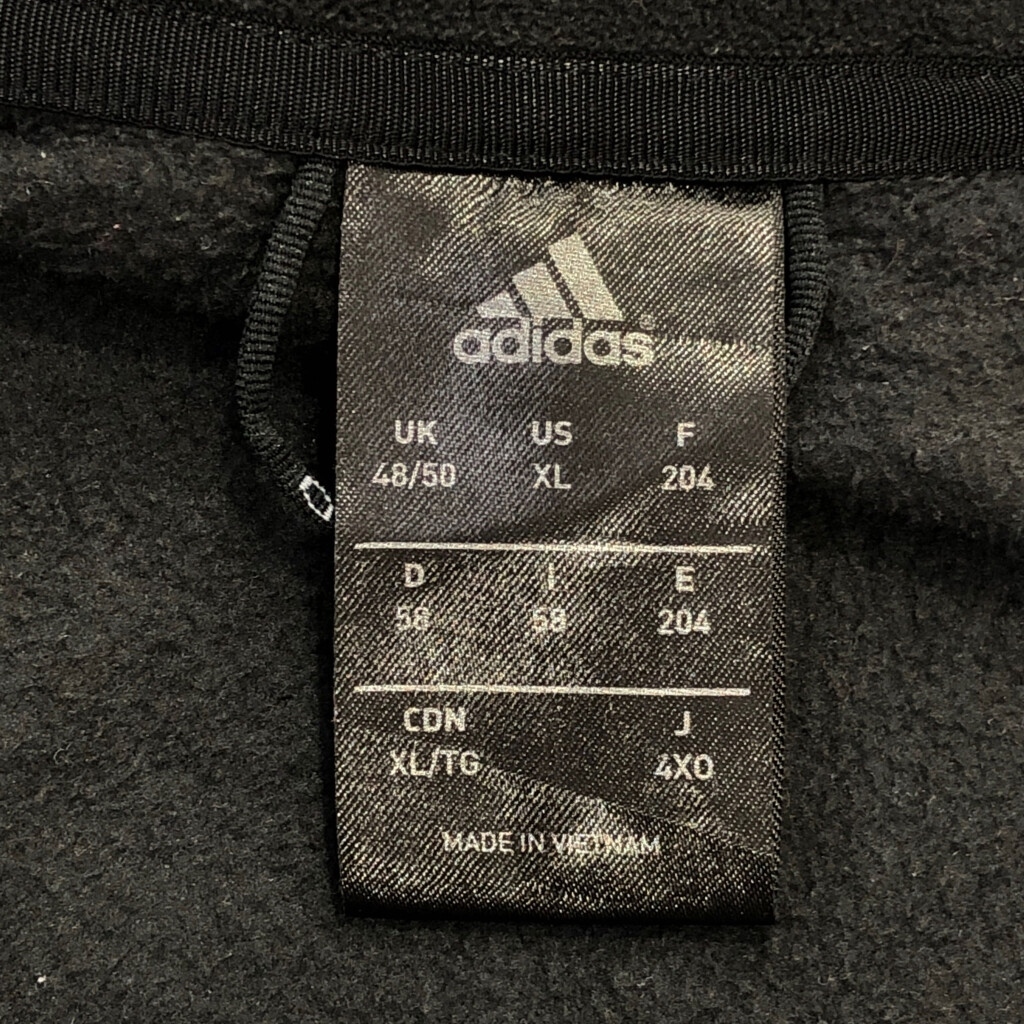 adidas
UK US F
48/50 XL 204
D I E
58 58 204
CDN J
XL/TG 4XO
MADE IN VIETNAM